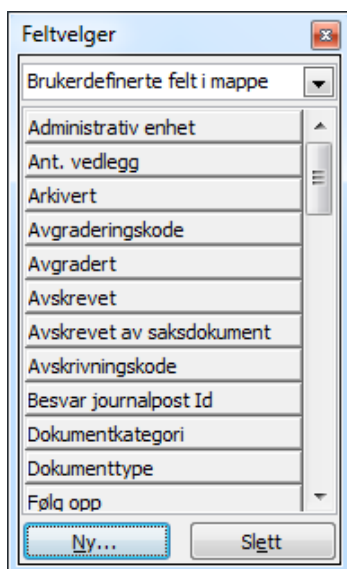 Feltvelger
Brukerdefinerte felt i mappe
Administrativ enhet
Ant. vedlegg
Arkivert
Avgraderingskode
Avgradert
Avskrevet
Avskrevet av saksdokument
Avskrivningskode
Besvar journalpost Id
Dokumentkategori
Dokumenttype
Følg opp
Ny...
Slett